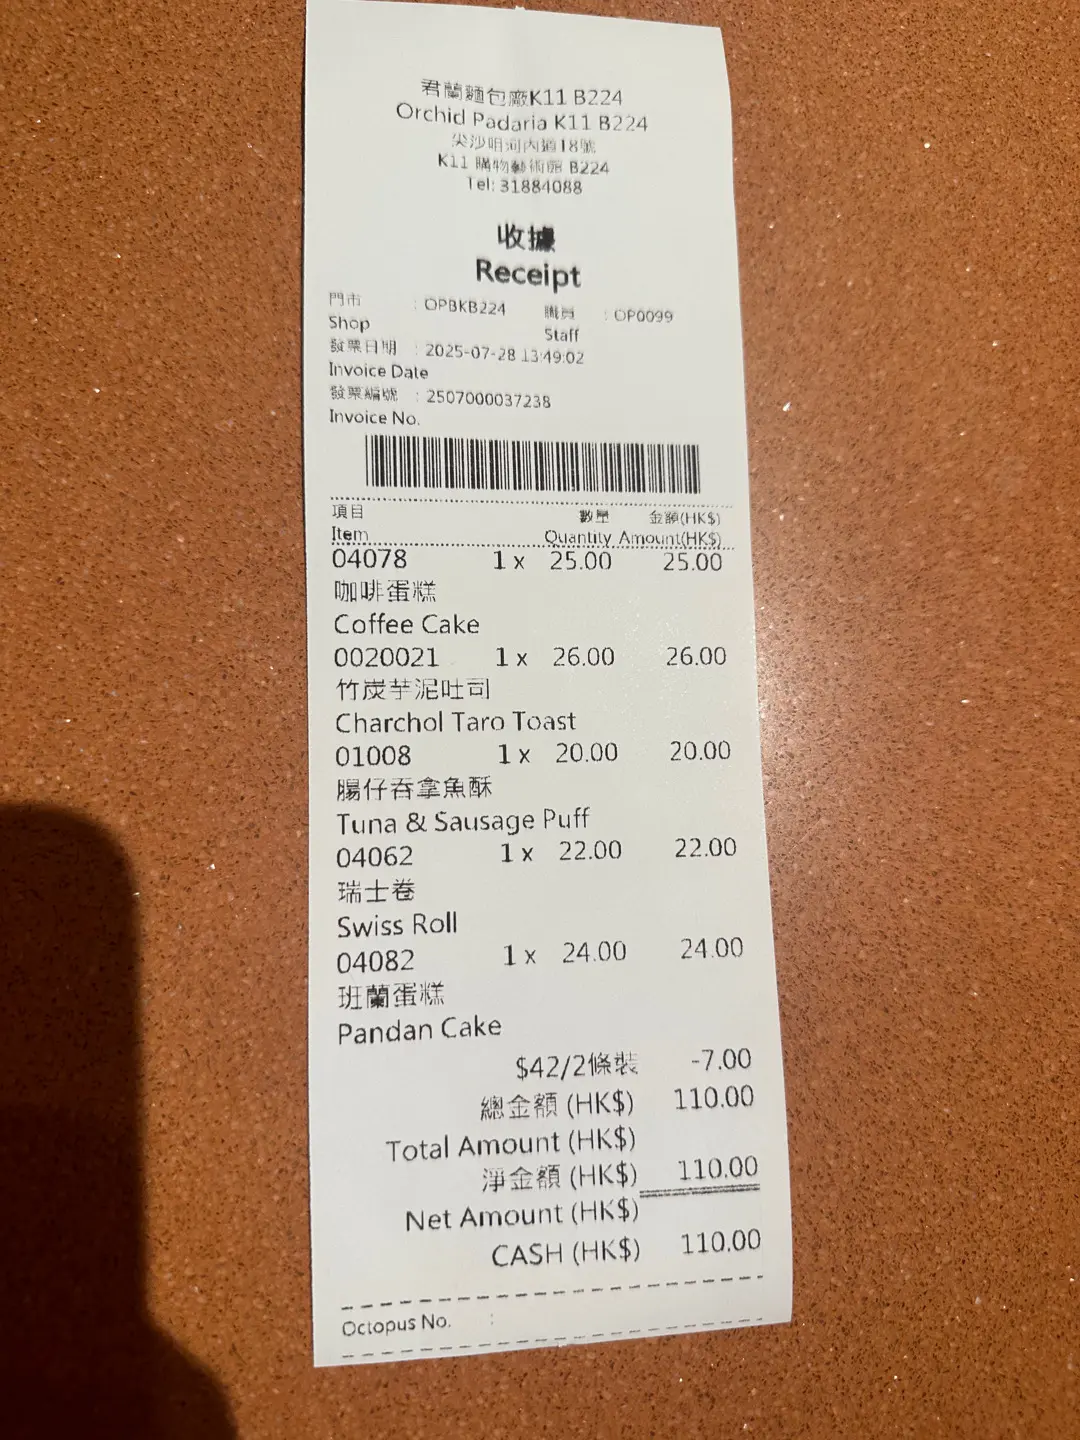 君蘭麵包廠K11 B224
Orchid Padaria K11 B224
尖沙咀河內道18號
K11 購物藝術館 B224
Tel: 31884088
收據
Receipt
門市 : OPBKB224 職員 : OP0099
Shop Staff
發票日期 : 2025-07-28 13:49:02
Invoice Date
發票編號 : 2507000037238
Invoice No.
項目 數量 金額(HK$)
Item Quantity Amount(HK$)
04078 1 x 25.00 25.00
咖啡蛋糕
Coffee Cake
0020021 1 x 26.00 26.00
竹炭芋泥吐司
Charchol Taro Toast
01008 1 x 20.00 20.00
腸仔吞拿魚酥
Tuna & Sausage Puff
04062 1 x 22.00 22.00
瑞士卷
Swiss Roll
04082 1 x 24.00 24.00
班蘭蛋糕
Pandan Cake
$42/2條裝 -7.00
總金額 (HK$) 110.00
Total Amount (HK$)
淨金額 (HK$) 110.00
Net Amount (HK$)
CASH (HK$) 110.00
Octopus No. :